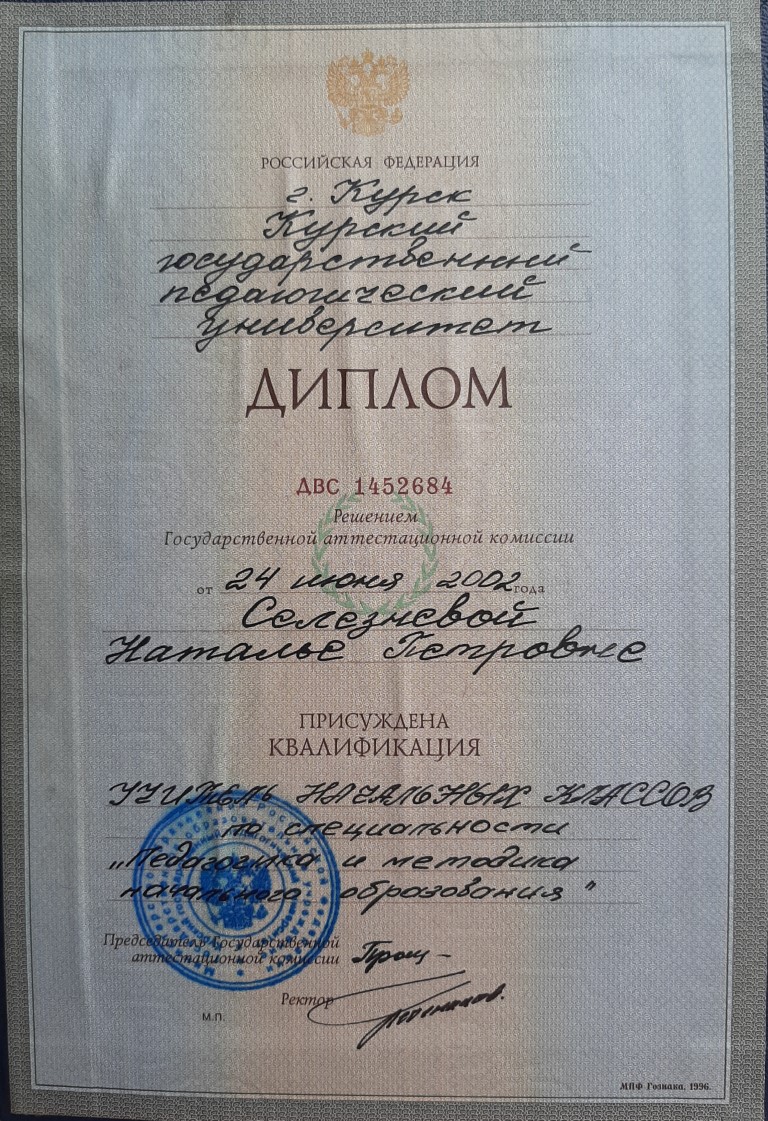 РОССИЙСКАЯ ФЕДЕРАЦИЯ
г. Курск
Курский
государственный
педагогический
университет
ДИПЛОМ
ДВС 1452684
Решением
Государственной аттестационной комиссии
от 24 июня 2002 года
Селезневой
Наталье Петровне
ПРИСУЖДЕНА
КВАЛИФИКАЦИЯ
УЧИТЕЛЬ НАЧАЛЬНЫХ КЛАССОВ
по специальности
„Педагогика и методика
начального образования"
Председатель Государственной
аттестационной комиссии
Ректор
М.П.
МПФ Гознака. 1996.